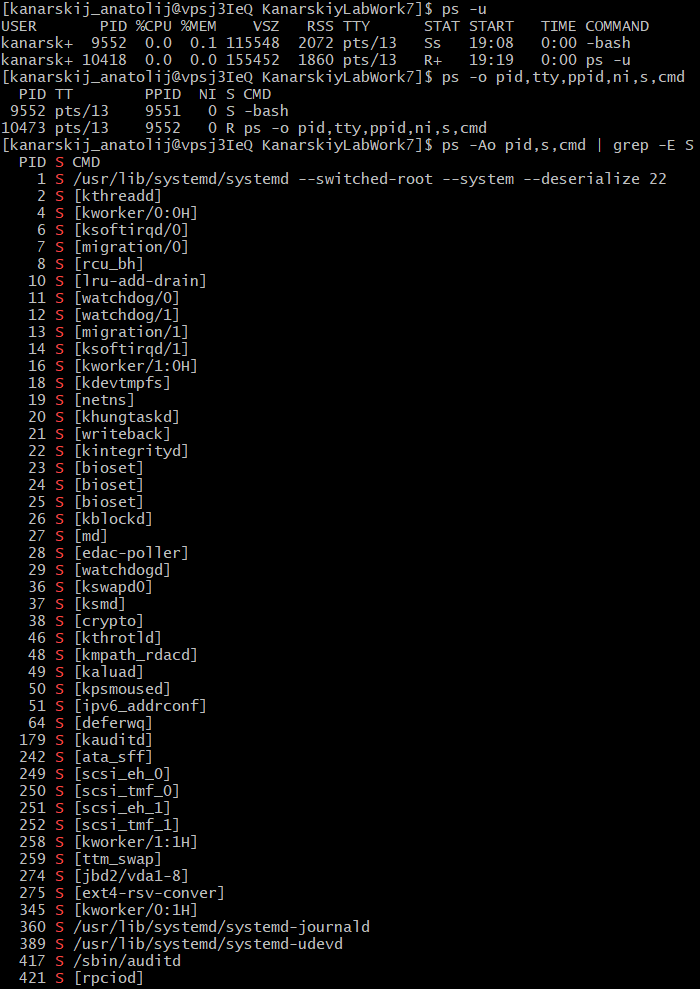 [kanarskij_anatolij@vpsj3IeQ KanarskiyLabWork7]$ ps -u
USER       PID %CPU %MEM    VSZ   RSS TTY      STAT START   TIME COMMAND
kanarsk+  9552  0.0  0.1 115548  2072 pts/13   Ss   19:08   0:00 -bash
kanarsk+ 10418  0.0  0.0 155452  1860 pts/13   R+   19:19   0:00 ps -u
[kanarskij_anatolij@vpsj3IeQ KanarskiyLabWork7]$ ps -o pid,tty,ppid,ni,s,cmd
  PID TT        PPID  NI S CMD
 9552 pts/13    9551   0 S -bash
10473 pts/13    9552   0 R ps -o pid,tty,ppid,ni,s,cmd
[kanarskij_anatolij@vpsj3IeQ KanarskiyLabWork7]$ ps -Ao pid,s,cmd | grep -E S
  PID S CMD
    1 S /usr/lib/systemd/systemd --switched-root --system --deserialize 22
    2 S [kthreadd]
    4 S [kworker/0:0H]
    6 S [ksoftirqd/0]
    7 S [migration/0]
    8 S [rcu_bh]
   10 S [lru-add-drain]
   11 S [watchdog/0]
   12 S [watchdog/1]
   13 S [migration/1]
   14 S [ksoftirqd/1]
   16 S [kworker/1:0H]
   18 S [kdevtmpfs]
   19 S [netns]
   20 S [khungtaskd]
   21 S [writeback]
   22 S [kintegrityd]
   23 S [bioset]
   24 S [bioset]
   25 S [bioset]
   26 S [kblockd]
   27 S [md]
   28 S [edac-poller]
   29 S [watchdogd]
   36 S [kswapd0]
   37 S [ksmd]
   38 S [crypto]
   46 S [kthrotld]
   48 S [kmpath_rdacd]
   49 S [kaluad]
   50 S [kpsmoused]
   51 S [ipv6_addrconf]
   64 S [deferwq]
  179 S [kauditd]
  242 S [ata_sff]
  249 S [scsi_eh_0]
  250 S [scsi_tmf_0]
  251 S [scsi_eh_1]
  252 S [scsi_tmf_1]
  258 S [kworker/1:1H]
  259 S [ttm_swap]
  274 S [jbd2/vda1-8]
  275 S [ext4-rsv-conver]
  345 S [kworker/0:1H]
  360 S /usr/lib/systemd/systemd-journald
  389 S /usr/lib/systemd/systemd-udevd
  417 S /sbin/auditd
  421 S [rpciod]